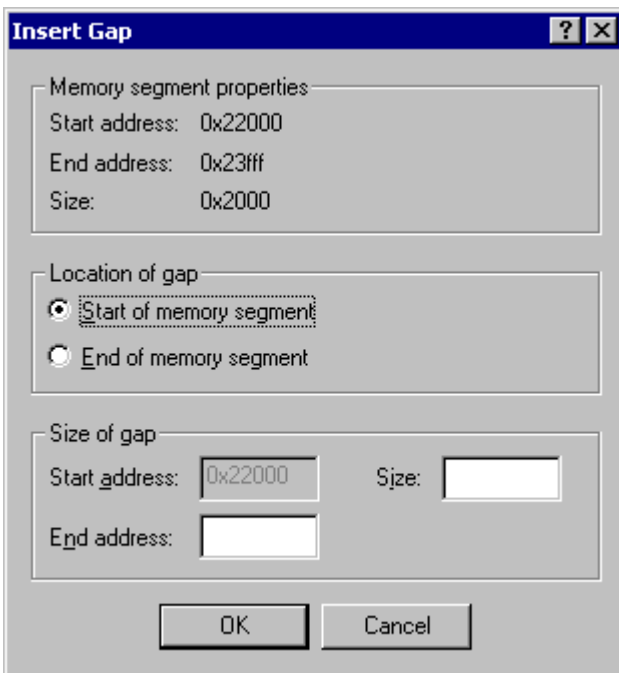 Insert Gap
Memory segment properties
Start address: 0x22000
End address: 0x23fff
Size: 0x2000
Location of gap
Start of memory segment
End of memory segment
Size of gap
Start address: 0x22000 Size:
End address:
OK Cancel